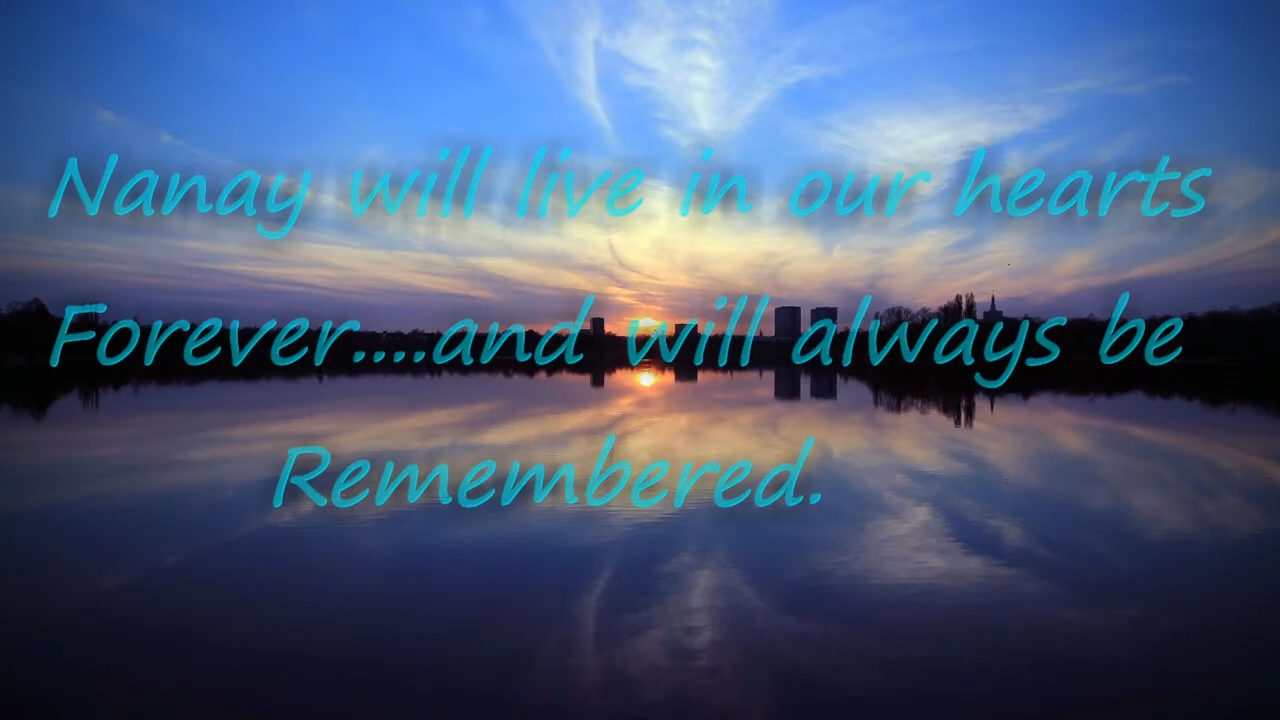 Nanay will live in our hearts
Forever....and will always be
Remembered.